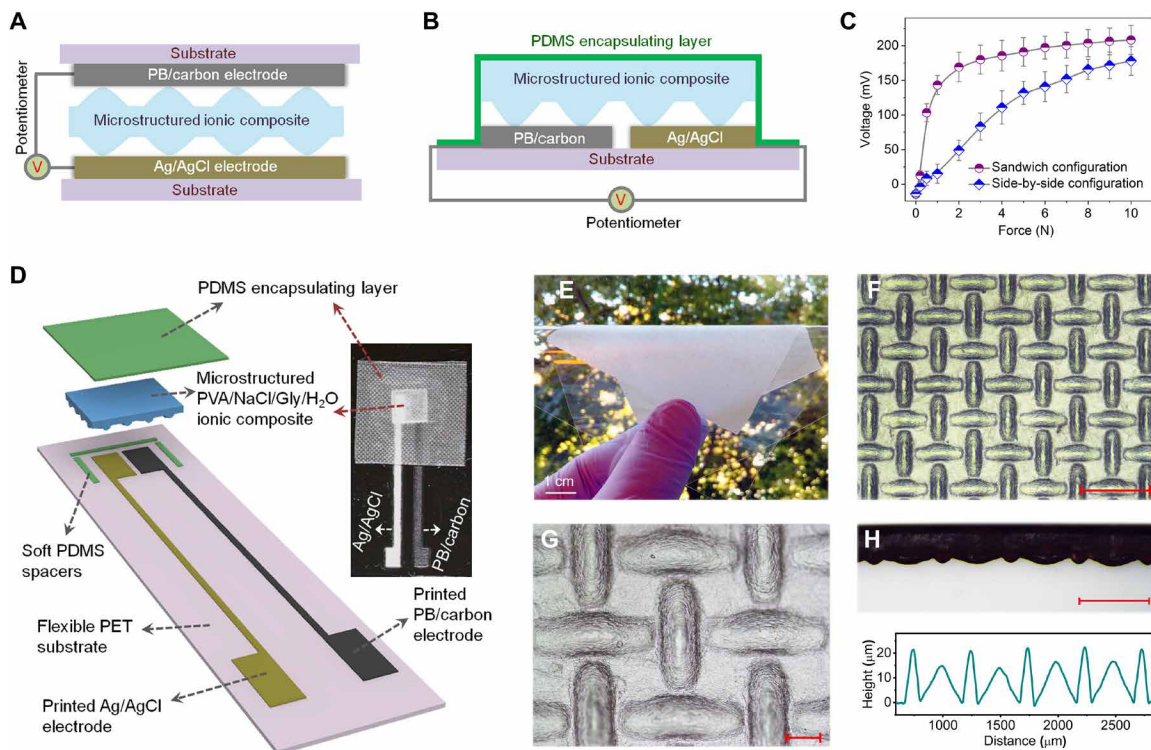 A
Substrate
PB/carbon electrode
Microstructured ionic composite
Ag/AgCl electrode
Substrate
Potentiometer
V
B
PDMS encapsulating layer
Microstructured ionic composite
PB/carbon
Ag/AgCl
Substrate
V
Potentiometer
C
Voltage (mV)
200
150
100
50
0
Sandwich configuration
Side-by-side configuration
0 2 4 6 8 10
Force (N)
D
PDMS encapsulating layer
Microstructured
PVA/NaCl/Gly/H₂O
ionic composite
Ag/AgCl
PB/carbon
Soft PDMS
spacers
Flexible PET
substrate
Printed Ag/AgCl
electrode
Printed
PB/carbon
electrode
E
1 cm
F
G
H
Height (μm)
20
10
0
1000 1500 2000 2500
Distance (μm)